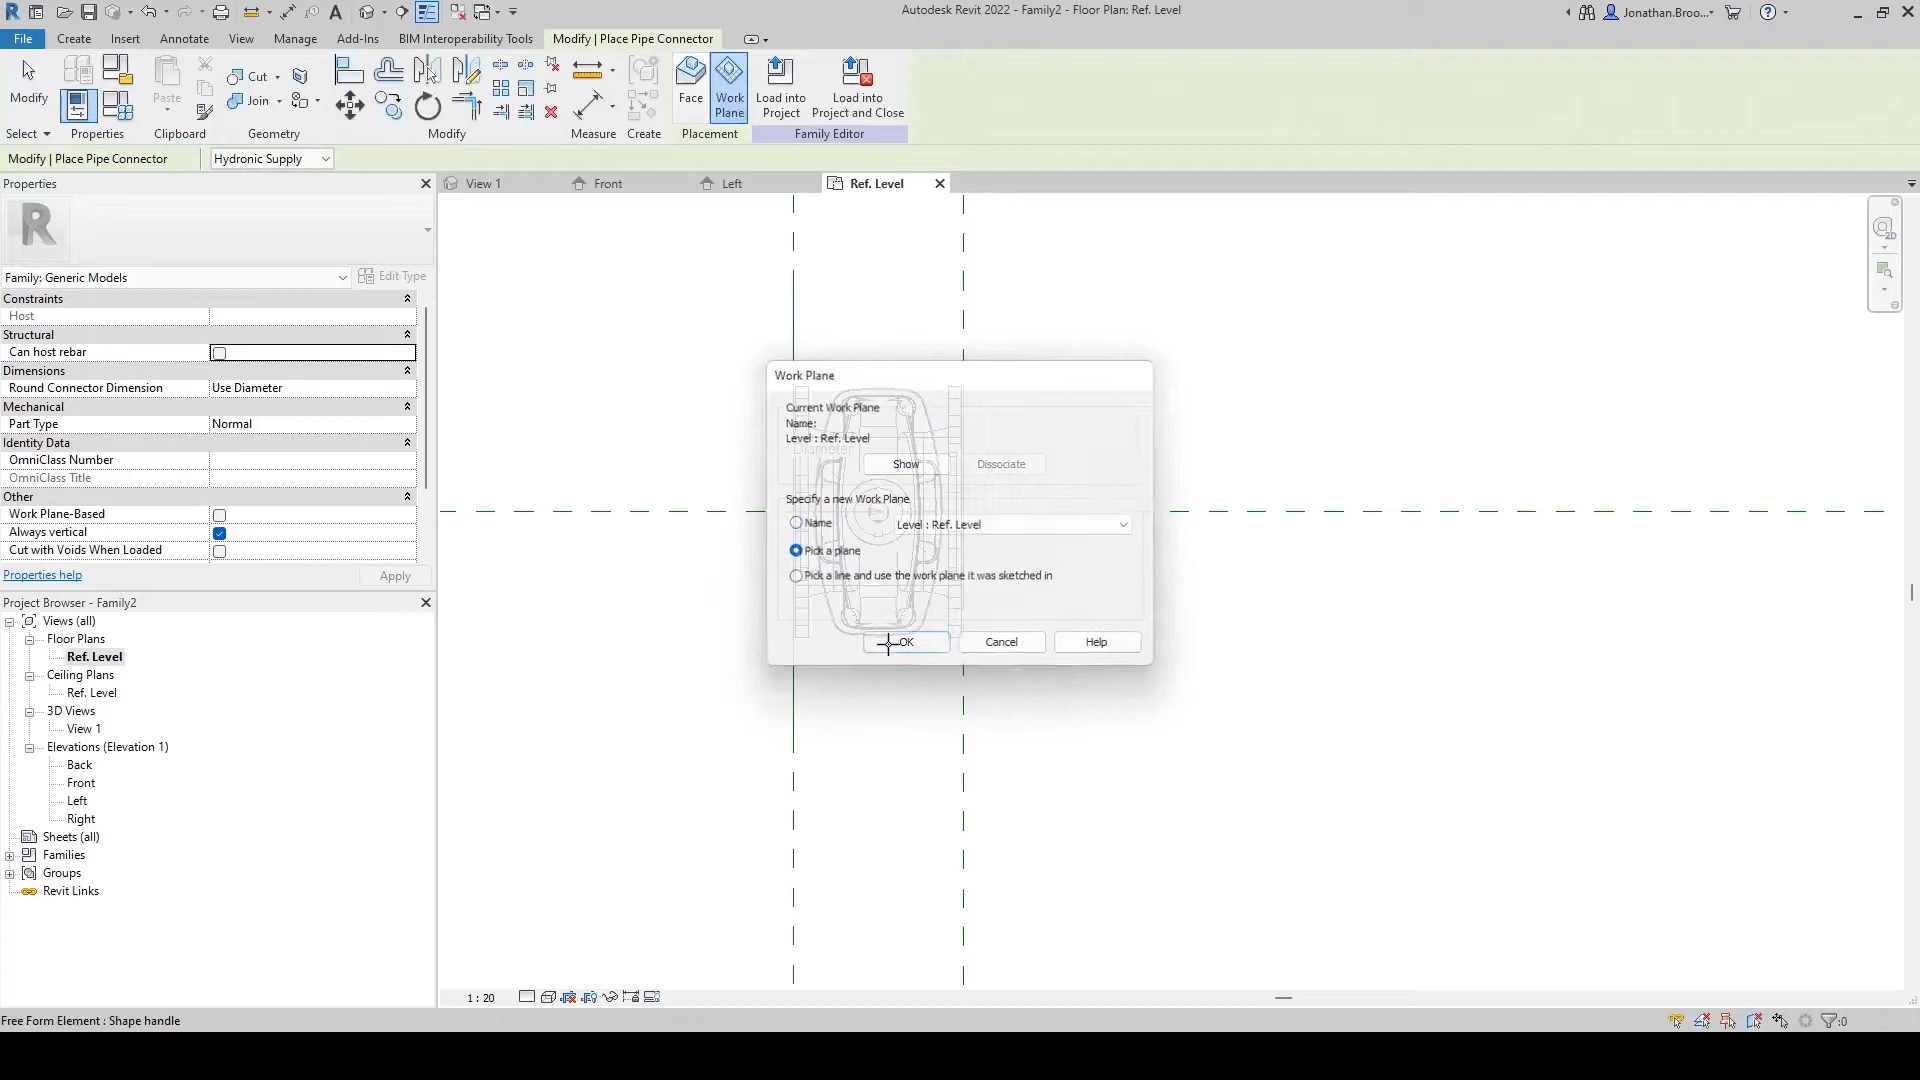 Autodesk Revit 2022 - Family2 - Floor Plan: Ref. Level
Jonathan.Broo...
File
Create
Insert
Annotate
View
Manage
Add-Ins
BIM Interoperability Tools
Modify | Place Pipe Connector
Modify
Paste
Cut
Join
Face
Work
Plane
Load into
Project
Load into
Project and Close
Select
Properties
Clipboard
Geometry
Modify
Measure
Create
Placement
Family Editor
Modify | Place Pipe Connector
Hydronic Supply
Properties
View 1
Front
Left
Ref. Level
Family: Generic Models
Edit Type
Constraints
Host
Structural
Can host rebar
Dimensions
Round Connector Dimension
Use Diameter
Mechanical
Part Type
Normal
Identity Data
OmniClass Number
OmniClass Title
Other
Work Plane-Based
Always vertical
Cut with Voids When Loaded
Properties help
Apply
Project Browser - Family2
Views (all)
Floor Plans
Ref. Level
Ceiling Plans
Ref. Level
3D Views
View 1
Elevations (Elevation 1)
Back
Front
Left
Right
Sheets (all)
Families
Groups
Revit Links
Work Plane
Current Work Plane
Name:
Level : Ref. Level
Diameter
Show
Dissociate
Specify a new Work Plane
Name
Level : Ref. Level
Pick a plane
Pick a line and use the work plane it was sketched in
OK
Cancel
Help
2D
1 : 20
Free Form Element : Shape handle
:0